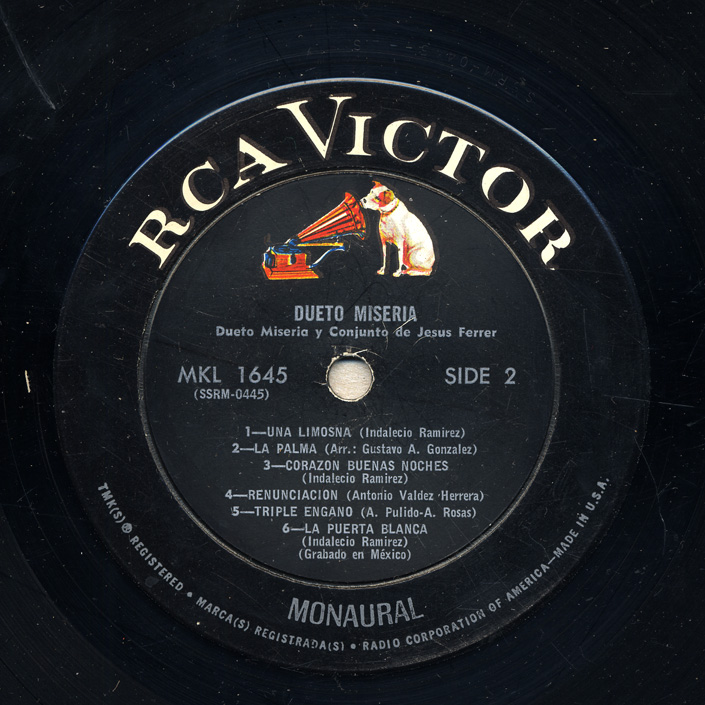 RCA VICTOR
DUETO MISERIA
Dueto Miseria y Conjunto de Jesus Ferrer
MKL 1645
(SSRM-0445)
SIDE 2
1—UNA LIMOSNA (Indalecio Ramirez)
2—LA PALMA (Arr.: Gustavo A. Gonzalez)
3—CORAZON BUENAS NOCHES
(Indalecio Ramirez)
4—RENUNCIACION (Antonio Valdez Herrera)
5—TRIPLE ENGANO (A. Pulido-A. Rosas)
6—LA PUERTA BLANCA
(Indalecio Ramirez)
(Grabado en México)
MONAURAL
TMK(S) ® REGISTERED • MARCA(S) REGISTRADA(S) • RADIO CORPORATION OF AMERICA—MADE IN U.S.A.